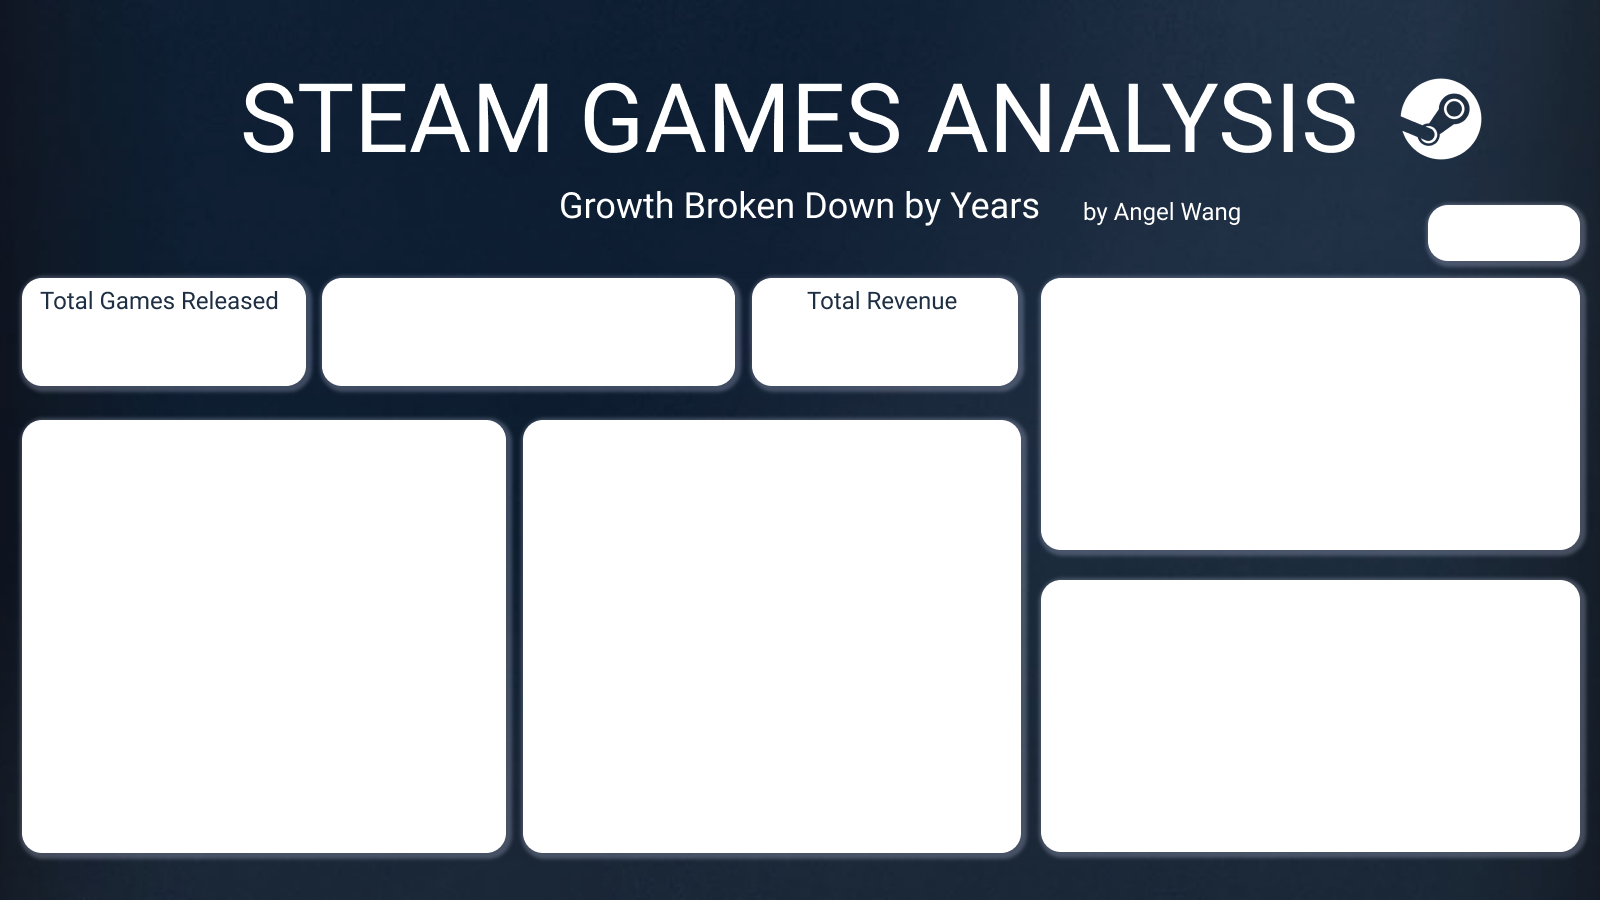 STEAM GAMES ANALYSIS
Growth Broken Down by Years
by Angel Wang
Total Games Released
Total Revenue